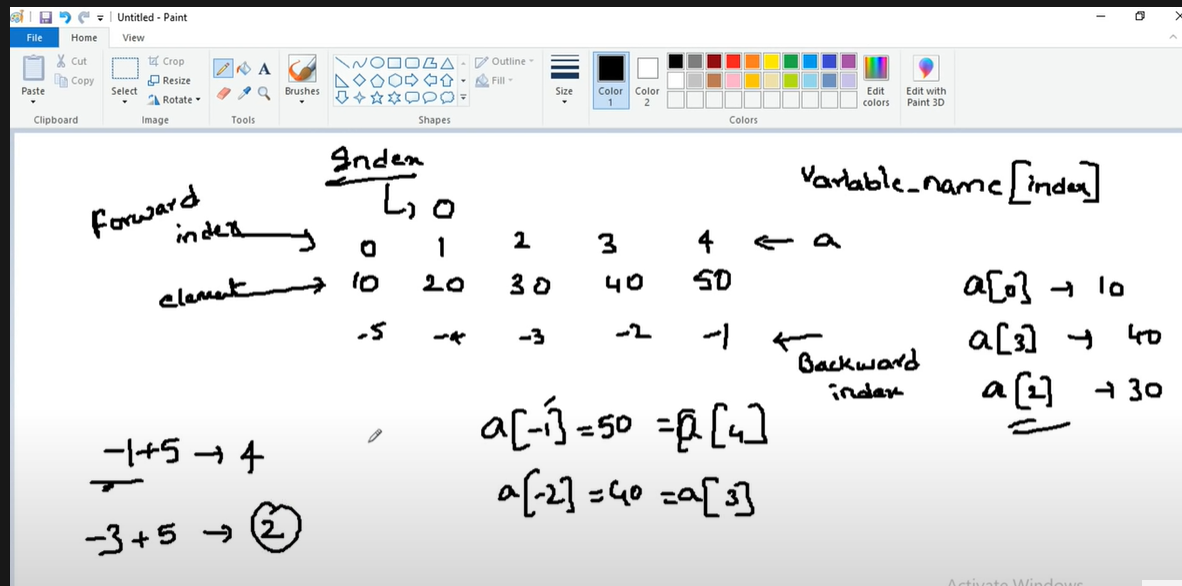 Untitled - Paint
File Home View
Cut
Copy
Paste
Clipboard
Crop
Resize
Rotate
Select
Image
A
Tools
Brushes
Outline
Fill
Shapes
Size
Color 1
Color 2
Edit colors
Colors
Edit with Paint 3D
Index
↳ 0
Variable_name[index]
Forward index → 0 1 2 3 4 ← a
element → 10 20 30 40 50
-5 -4 -3 -2 -1 ← Backward index
a[0] → 10
a[3] → 40
a[2] → 30
a[-1] = 50 = a[4]
a[-2] = 40 = a[3]
-1+5 → 4
-3+5 → 2
Activate Windows